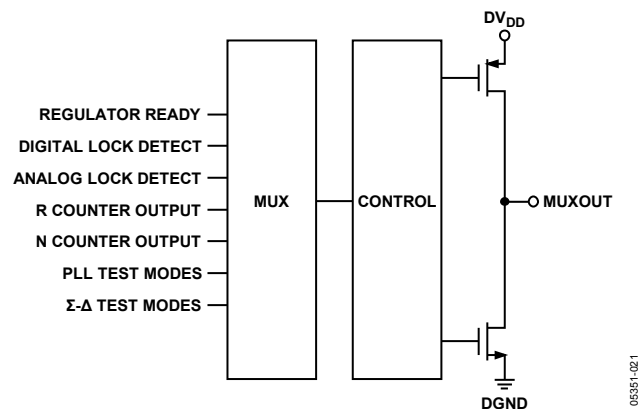 DVDD
REGULATOR READY
DIGITAL LOCK DETECT
ANALOG LOCK DETECT
R COUNTER OUTPUT
N COUNTER OUTPUT
PLL TEST MODES
Σ-Δ TEST MODES
MUX
CONTROL
MUXOUT
DGND
05351-021